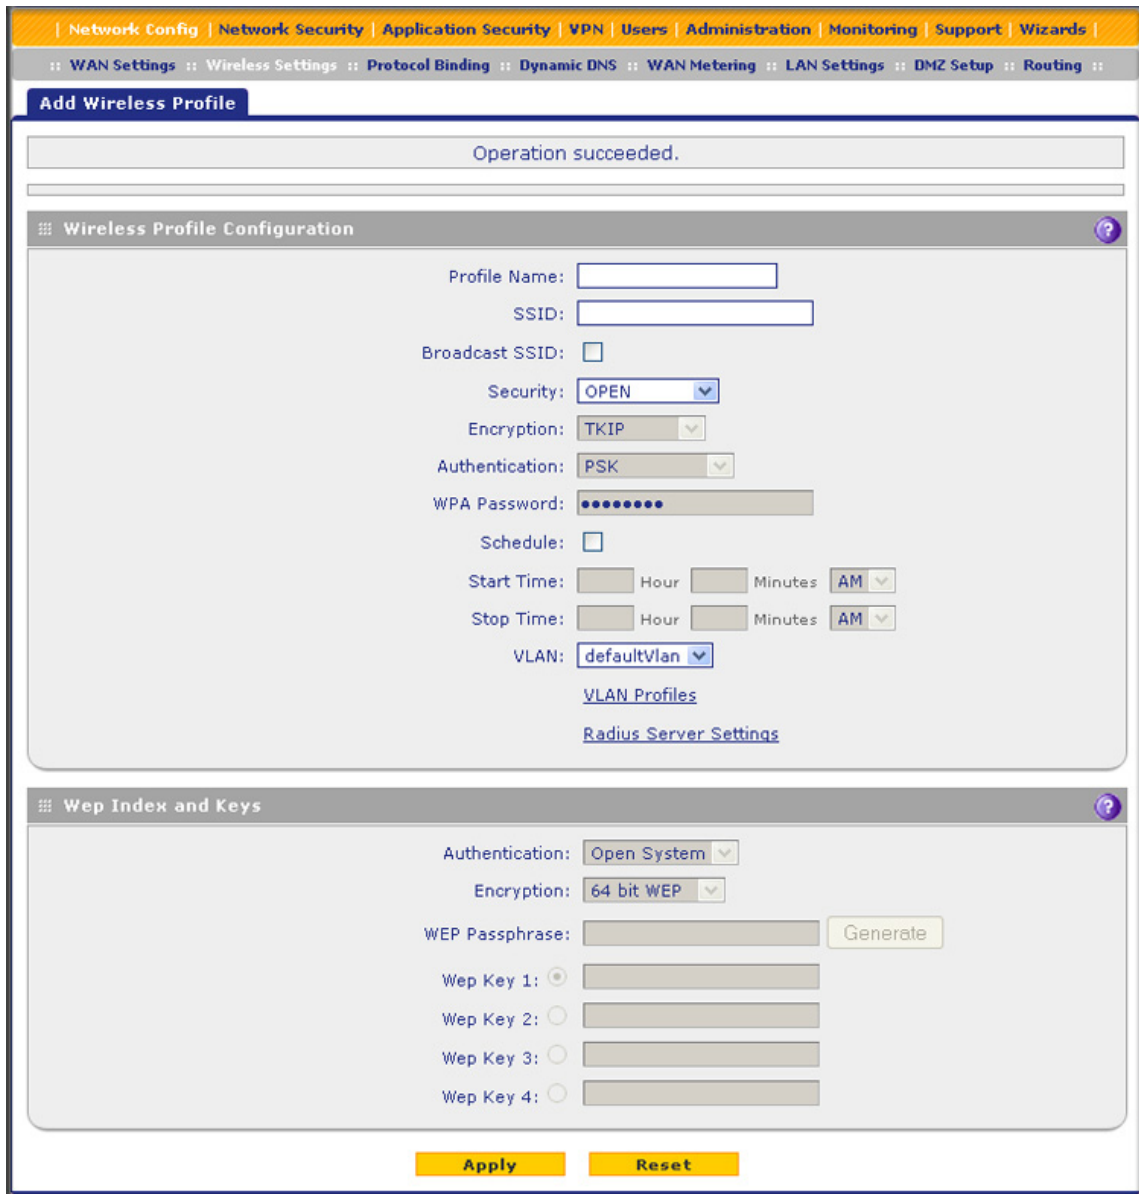 | Network Config | Network Security | Application Security | VPN | Users | Administration | Monitoring | Support | Wizards |
:: WAN Settings :: Wireless Settings :: Protocol Binding :: Dynamic DNS :: WAN Metering :: LAN Settings :: DMZ Setup :: Routing ::
Add Wireless Profile
Operation succeeded.
Wireless Profile Configuration ?
Profile Name:
SSID:
Broadcast SSID:
Security: OPEN
Encryption: TKIP
Authentication: PSK
WPA Password: ••••••••
Schedule:
Start Time: Hour Minutes AM
Stop Time: Hour Minutes AM
VLAN: defaultVlan
VLAN Profiles
Radius Server Settings
Wep Index and Keys ?
Authentication: Open System
Encryption: 64 bit WEP
WEP Passphrase: Generate
Wep Key 1:
Wep Key 2:
Wep Key 3:
Wep Key 4:
Apply Reset